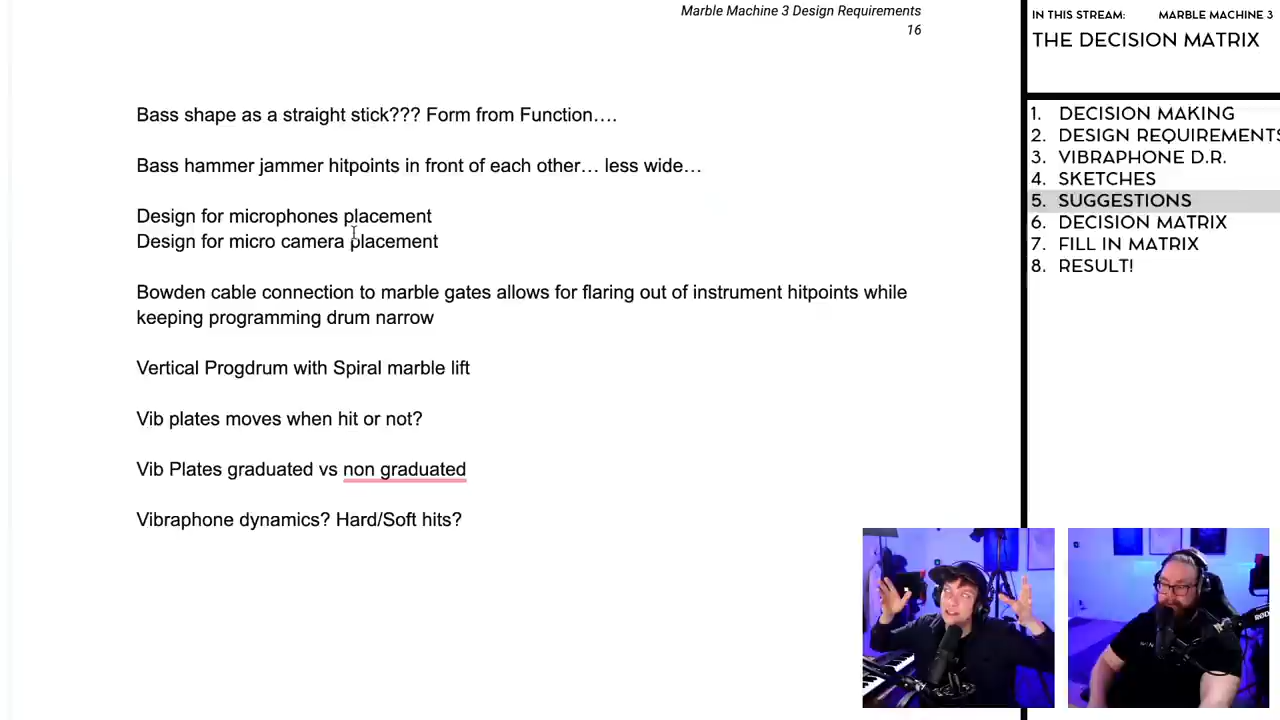 Marble Machine 3 Design Requirements
16
Bass shape as a straight stick??? Form from Function….
Bass hammer jammer hitpoints in front of each other… less wide…
Design for microphones placement
Design for micro camera placement
Bowden cable connection to marble gates allows for flaring out of instrument hitpoints while
keeping programming drum narrow
Vertical Progdrum with Spiral marble lift
Vib plates moves when hit or not?
Vib Plates graduated vs non graduated
Vibraphone dynamics? Hard/Soft hits?
IN THIS STREAM: MARBLE MACHINE 3
THE DECISION MATRIX
1. DECISION MAKING
2. DESIGN REQUIREMENTS
3. VIBRAPHONE D.R.
4. SKETCHES
5. SUGGESTIONS
6. DECISION MATRIX
7. FILL IN MATRIX
8. RESULT!